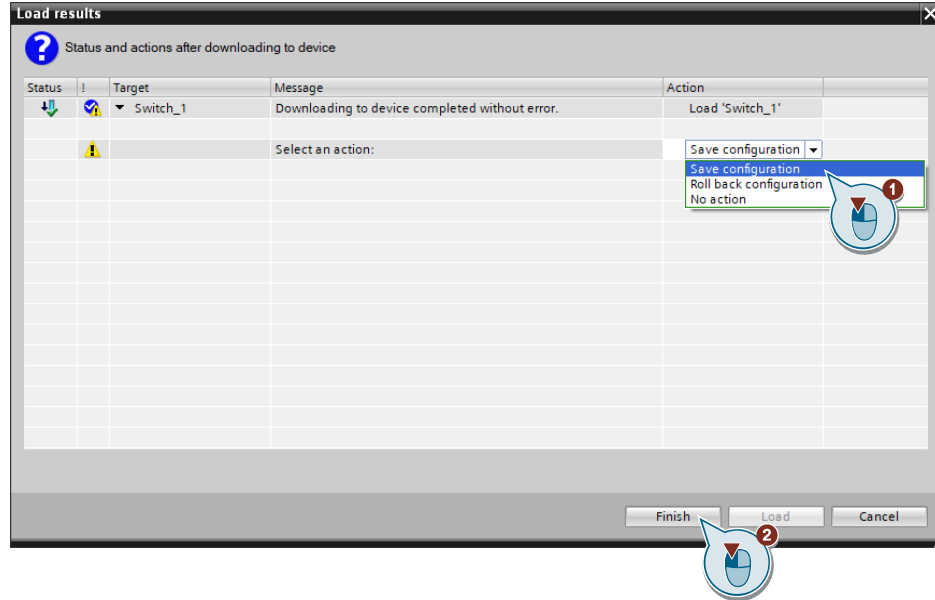 Load results
Status and actions after downloading to device
Status ! Target Message Action
Switch_1 Downloading to device completed without error. Load 'Switch_1'
Select an action: Save configuration
Save configuration
Roll back configuration
No action
1
Finish Load Cancel
2